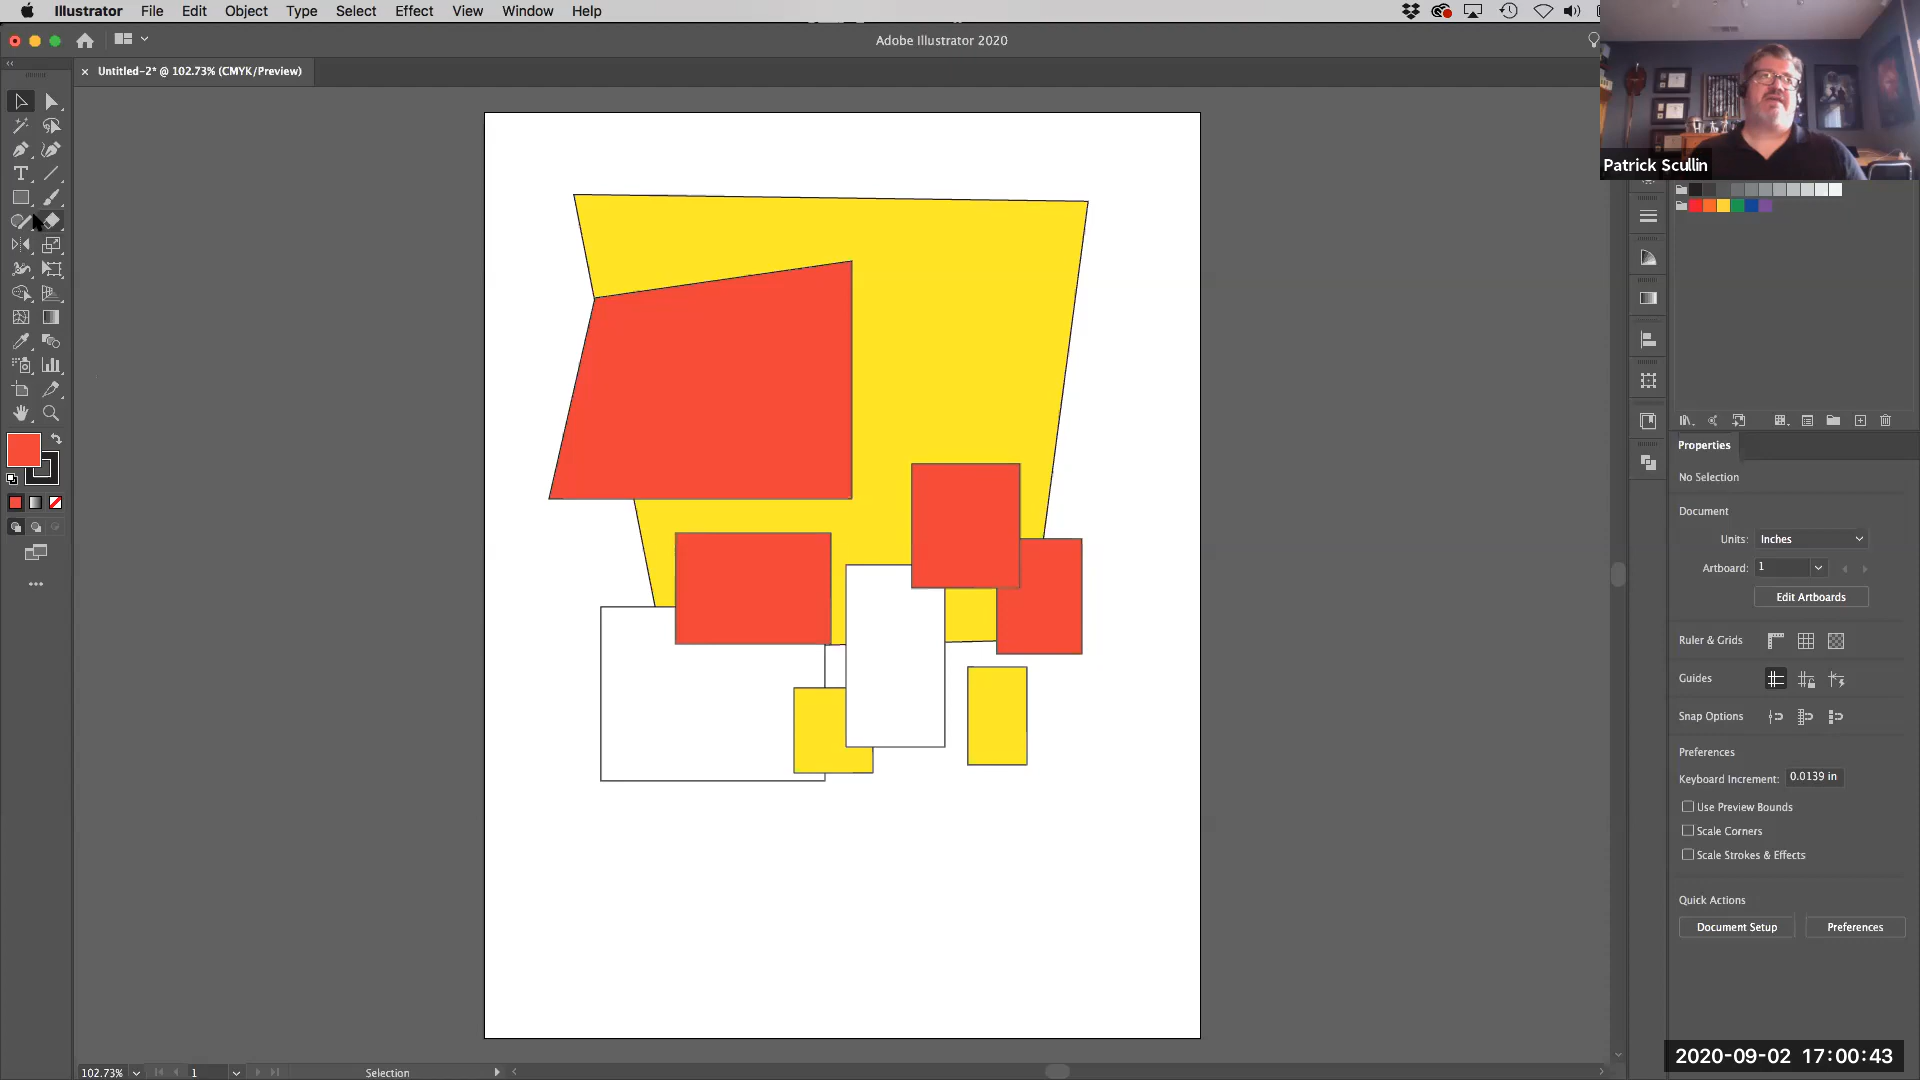 Illustrator File Edit Object Type Select Effect View Window Help
Adobe Illustrator 2020
Untitled-2* @ 102.73% (CMYK/Preview)
Patrick Scullin
Properties
No Selection
Document
Units: Inches
Artboard: 1
Edit Artboards
Ruler & Grids
Guides
Snap Options
Preferences
Keyboard Increment: 0.0139 in
Use Preview Bounds
Scale Corners
Scale Strokes & Effects
Quick Actions
Document Setup Preferences
2020-09-02 17:00:43
102.73% 1 Selection